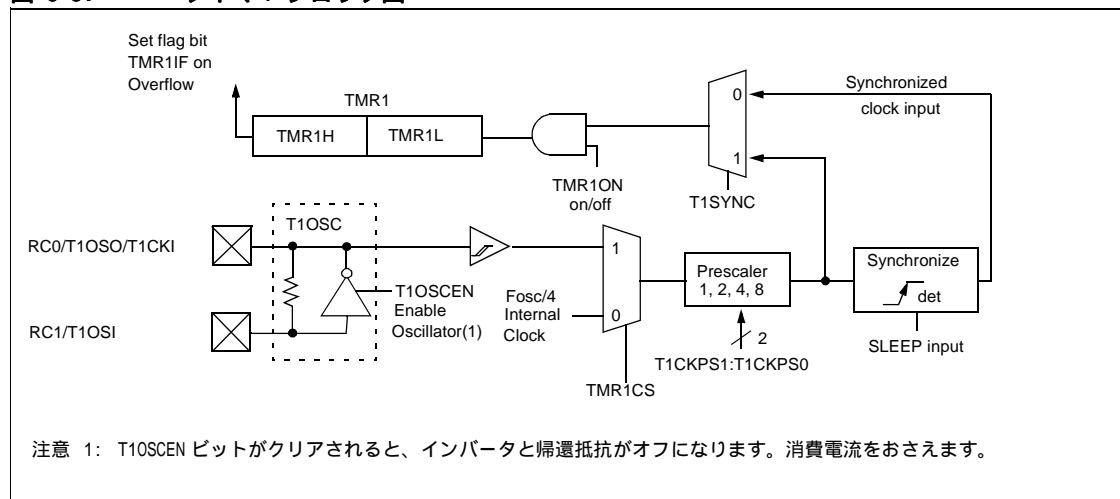 Set flag bit
TMR1IF on
Overflow
TMR1
TMR1H
TMR1L
TMR1ON
on/off
0
1
T1SYNC
Synchronized
clock input
RC0/T1OSO/T1CKI
T1OSC
RC1/T1OSI
T1OSCEN
Enable
Oscillator(1)
Fosc/4
Internal
Clock
1
0
TMR1CS
Prescaler
1, 2, 4, 8
2
T1CKPS1:T1CKPS0
Synchronize
det
SLEEP input
注意 1: T1OSCEN ビットがクリアされると、インバータと帰還抵抗がオフになります。消費電流をおさえます。